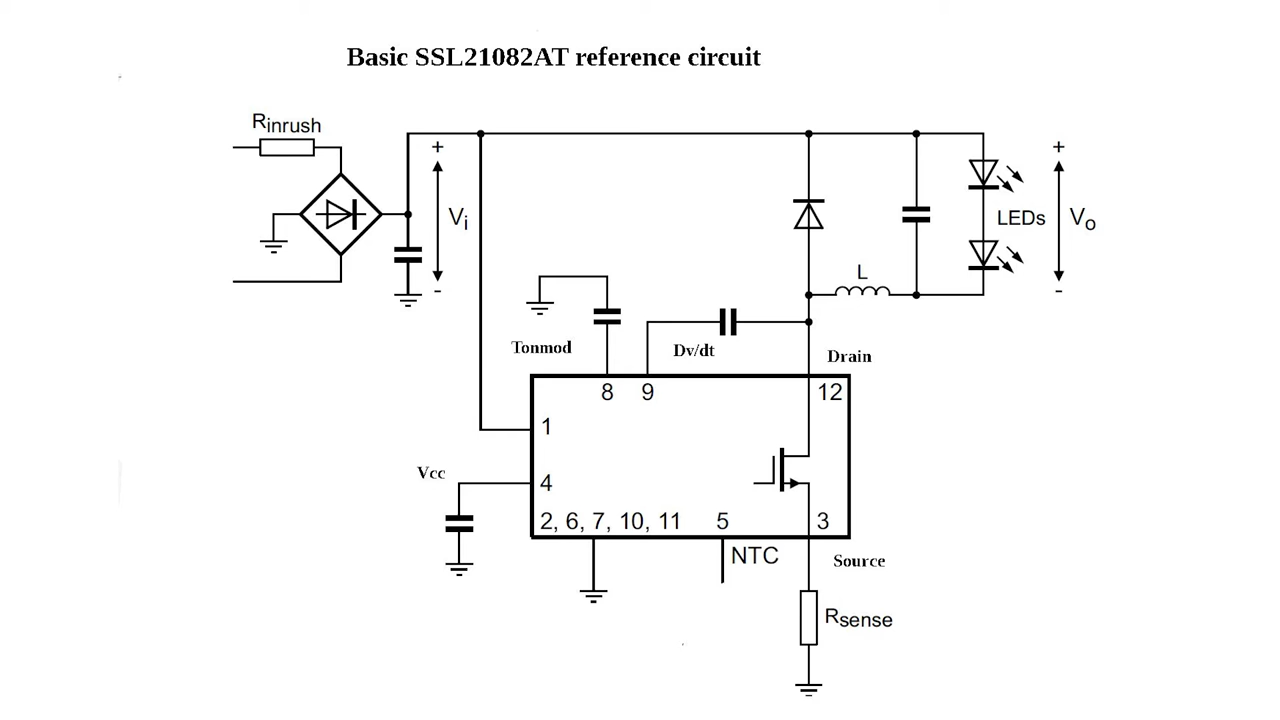 Basic SSL21082AT reference circuit
Rinrush
+
Vi
-
+
LEDs
Vo
-
L
Tonmod
Dv/dt
Drain
8
9
12
1
Vcc
4
2, 6, 7, 10, 11
5
3
NTC
Source
Rsense